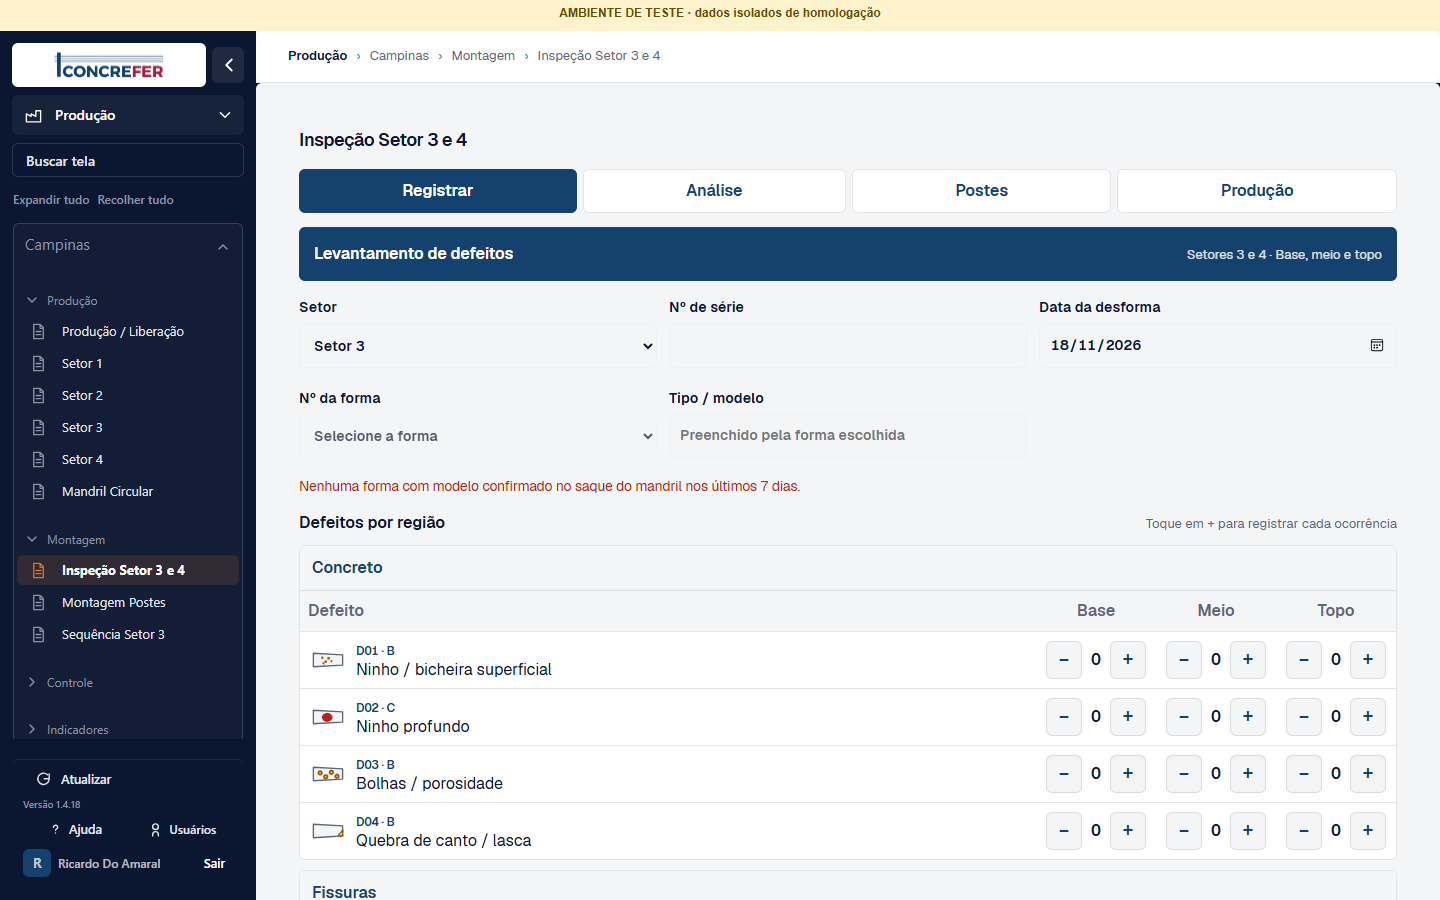 AMBIENTE DE TESTE · dados isolados de homologação
CONCREFER
Produção
Buscar tela
Expandir tudo Recolher tudo
Campinas
Produção
Produção / Liberação
Setor 1
Setor 2
Setor 3
Setor 4
Mandril Circular
Montagem
Inspeção Setor 3 e 4
Montagem Postes
Sequência Setor 3
Controle
Indicadores
Atualizar
Versão 1.4.18
? Ajuda Usuários
R Ricardo Do Amaral Sair
Produção › Campinas › Montagem › Inspeção Setor 3 e 4
Inspeção Setor 3 e 4
Registrar Análise Postes Produção
Levantamento de defeitos Setores 3 e 4 · Base, meio e topo
Setor Nº de série Data da desforma
Setor 3 18/11/2026
Nº da forma Tipo / modelo
Selecione a forma Preenchido pela forma escolhida
Nenhuma forma com modelo confirmado no saque do mandril nos últimos 7 dias.
Defeitos por região Toque em + para registrar cada ocorrência
Concreto
Defeito Base Meio Topo
D01 · B
Ninho / bicheira superficial − 0 + − 0 + − 0 +
D02 · C
Ninho profundo − 0 + − 0 + − 0 +
D03 · B
Bolhas / porosidade − 0 + − 0 + − 0 +
D04 · B
Quebra de canto / lasca − 0 + − 0 + − 0 +
Fissuras